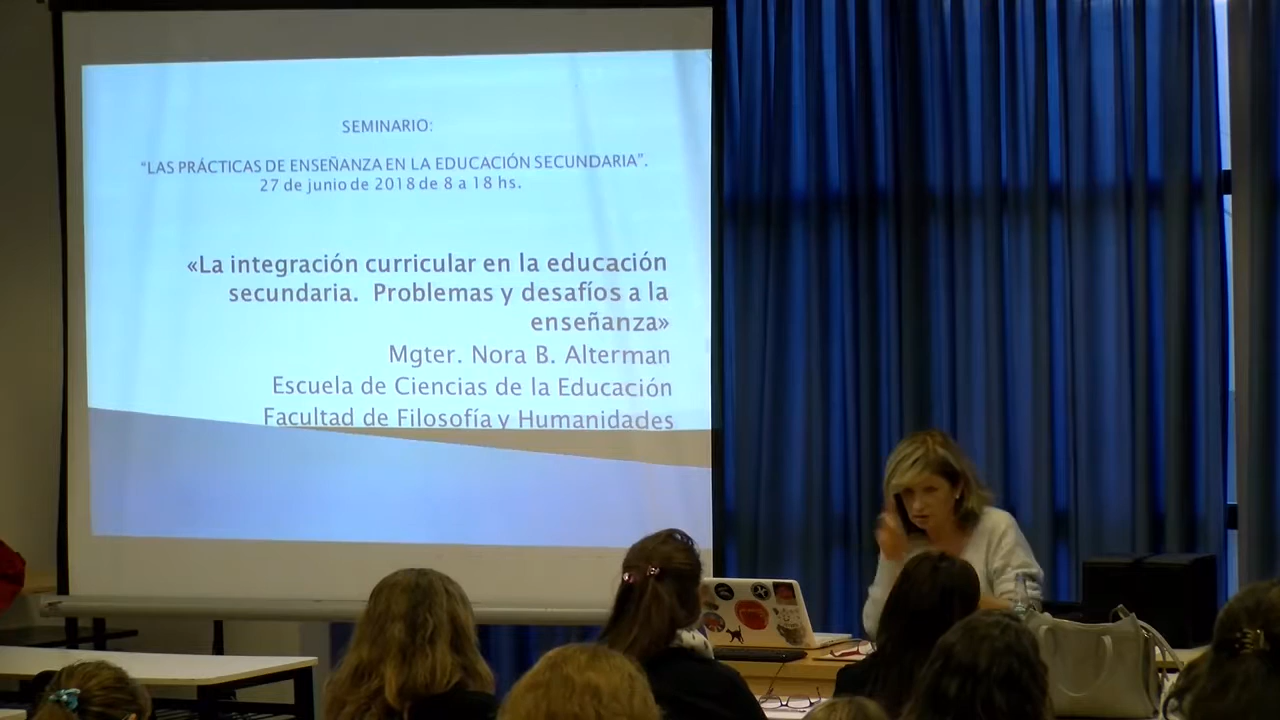 SEMINARIO:
“LAS PRÁCTICAS DE ENSEÑANZA EN LA EDUCACIÓN SECUNDARIA”.
27 de junio de 2018 de 8 a 18 hs.
«La integración curricular en la educación
secundaria. Problemas y desafíos a la
enseñanza»
Mgter. Nora B. Alterman
Escuela de Ciencias de la Educación
Facultad de Filosofía y Humanidades